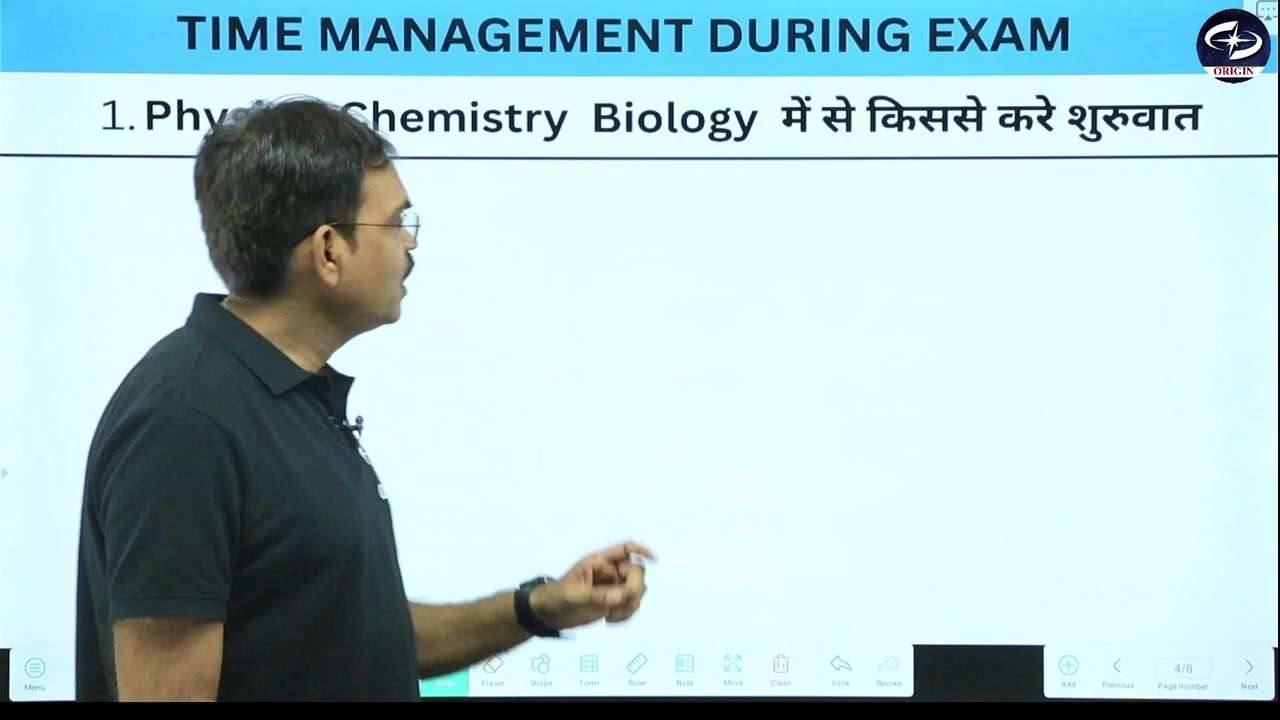 TIME MANAGEMENT DURING EXAM
ORIGIN
1. Chemistry Biology में से किससे करे शुरुवात
Menu
Eraser
Shape
Form
Ruler
Note
Move
Clean
back
Revoke
Add
Previous
4/8
Page number
Next